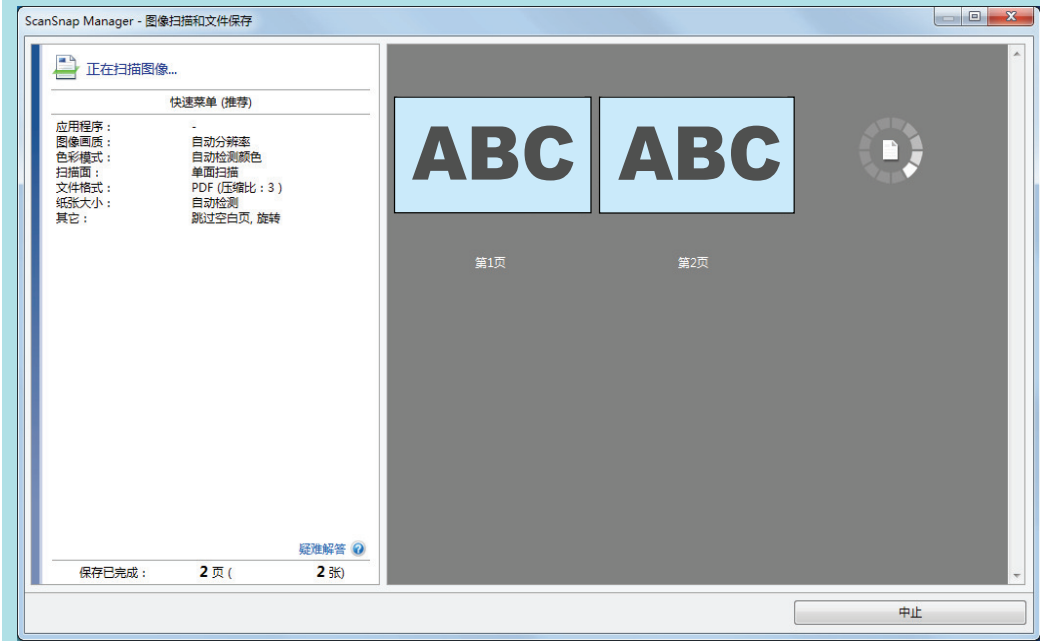 ScanSnap Manager - 图像扫描和文件保存
正在扫描图像...
快速菜单 (推荐)
应用程序： -
图像画质： 自动分辨率
色彩模式： 自动检测颜色
扫描面： 单面扫描
文件格式： PDF (压缩比：3 )
纸张大小： 自动检测
其它： 跳过空白页, 旋转
ABC ABC
第1页 第2页
疑难解答
保存已完成： 2 页 ( 2 张)
中止